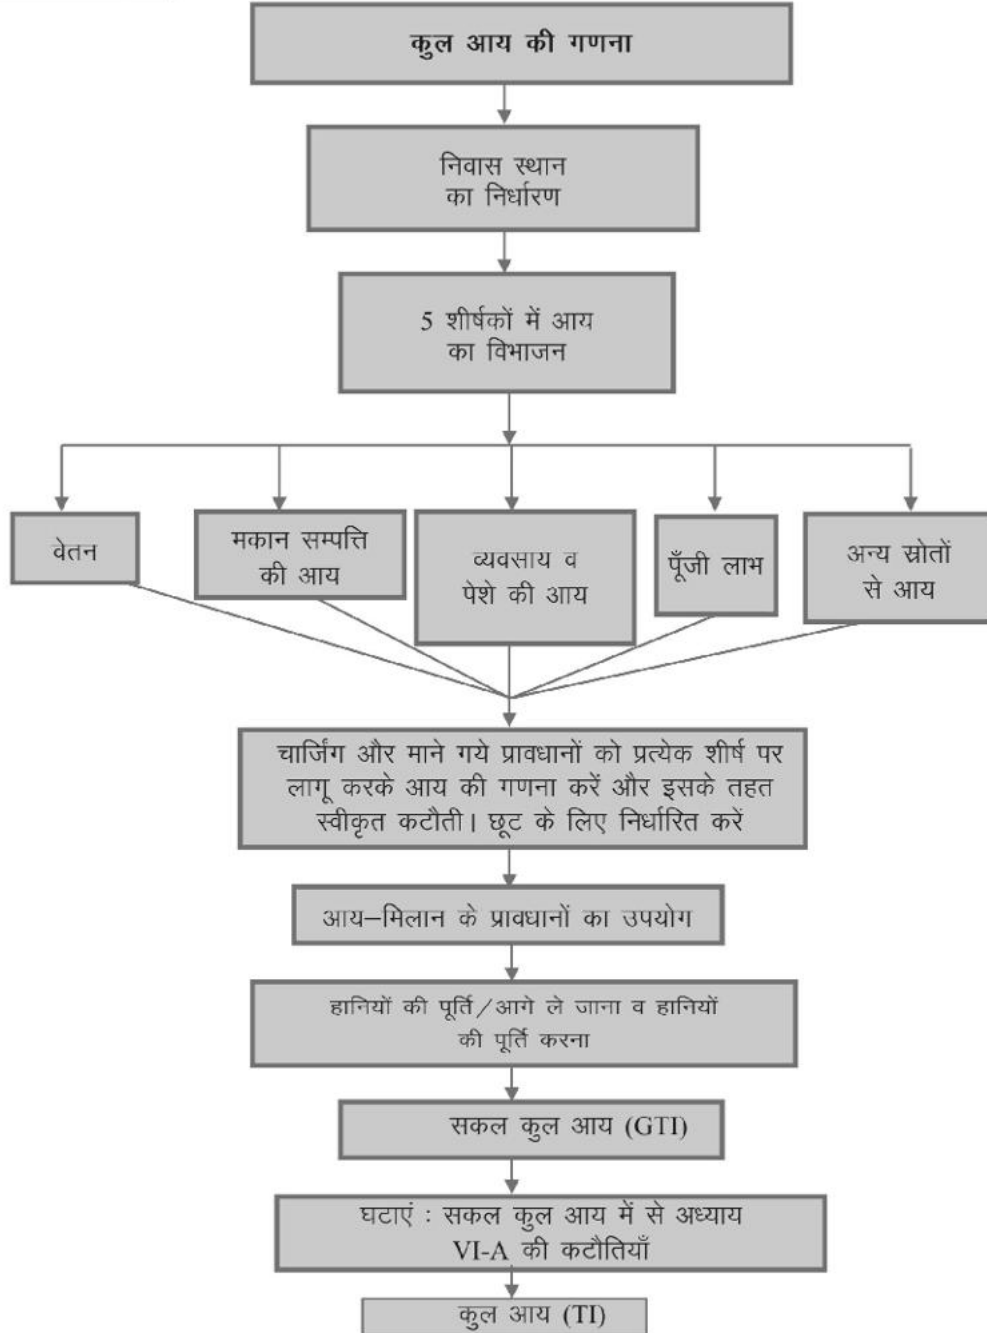 कुल आय की गणना
निवास स्थान
का निर्धारण
5 शीर्षकों में आय
का विभाजन
वेतन
मकान सम्पत्ति
की आय
व्यवसाय व
पेशे की आय
पूँजी लाभ
अन्य स्रोतों
से आय
चार्जिंग और माने गये प्रावधानों को प्रत्येक शीर्ष पर
लागू करके आय की गणना करें और इसके तहत
स्वीकृत कटौती। छूट के लिए निर्धारित करें
आय–मिलान के प्रावधानों का उपयोग
हानियों की पूर्ति/आगे ले जाना व हानियों
की पूर्ति करना
सकल कुल आय (GTI)
घटाएं : सकल कुल आय में से अध्याय
VI-A की कटौतियाँ
कुल आय (TI)